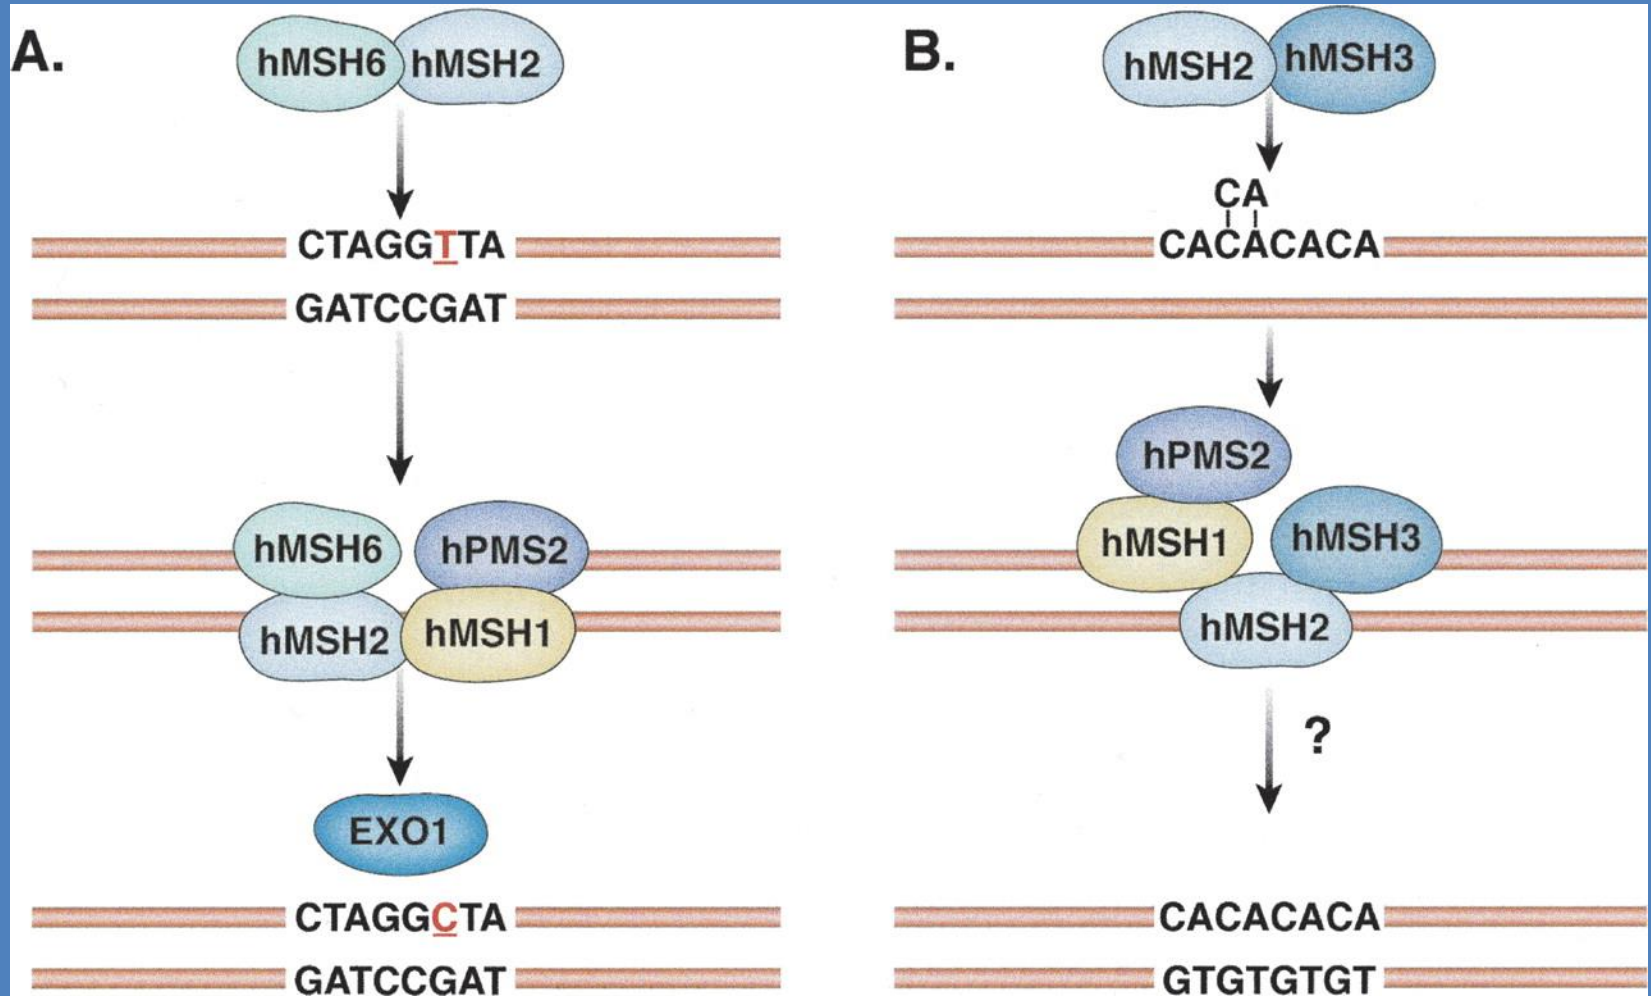 A.
hMSH6 hMSH2
CTAGGTTA
GATCCGAT
hMSH6 hPMS2
hMSH2 hMSH1
EXO1
CTAGGCTA
GATCCGAT
B.
hMSH2 hMSH3
CA
CACACACA
hPMS2
hMSH1 hMSH3
hMSH2
?
CACACACA
GTGTGTGT